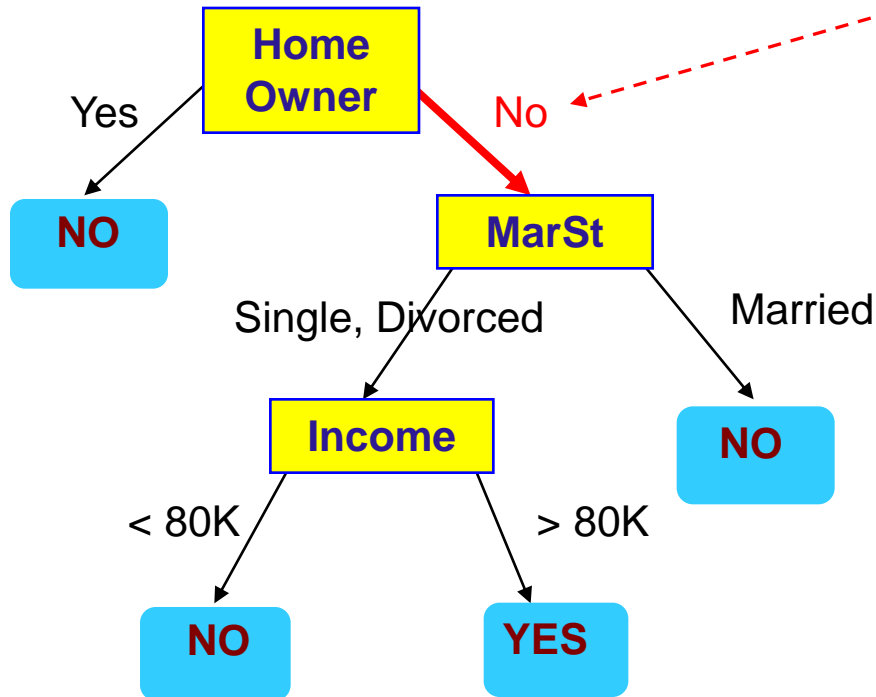 Home
Owner
Yes
No
NO
MarSt
Single, Divorced
Married
Income
NO
< 80K
> 80K
NO
YES